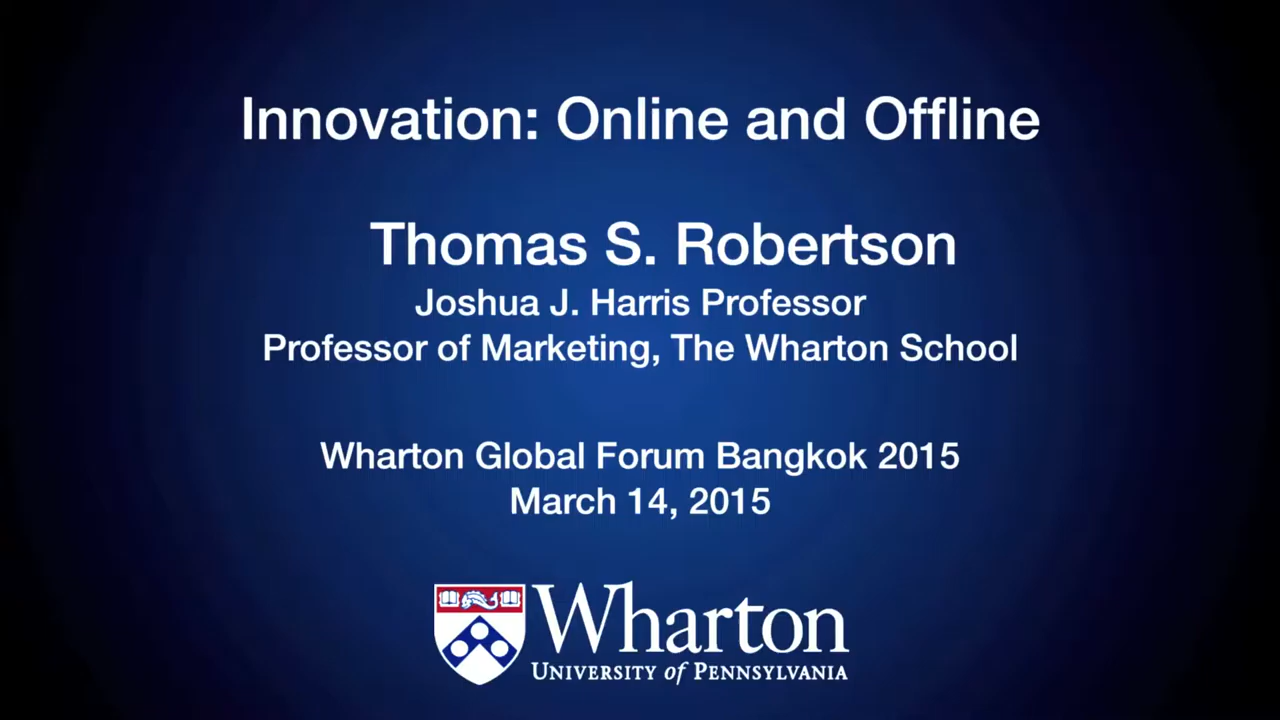 Innovation: Online and Offline
Thomas S. Robertson
Joshua J. Harris Professor
Professor of Marketing, The Wharton School
Wharton Global Forum Bangkok 2015
March 14, 2015
Wharton
UNIVERSITY of PENNSYLVANIA